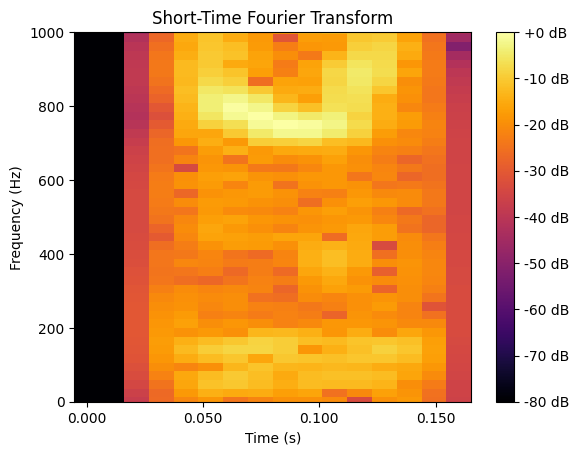 Short-Time Fourier Transform
Frequency (Hz)
1000
800
600
400
200
0
0.000
0.050
0.100
0.150
Time (s)
+0 dB
-10 dB
-20 dB
-30 dB
-40 dB
-50 dB
-60 dB
-70 dB
-80 dB